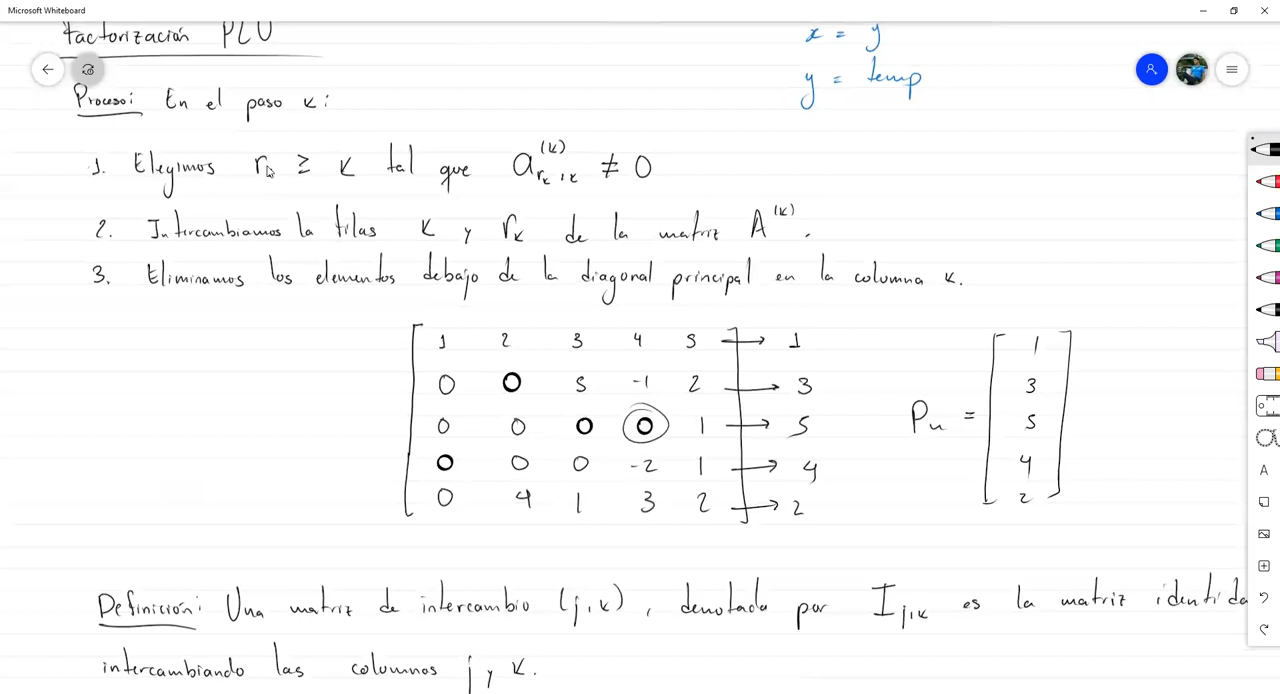 Microsoft Whiteboard
Factorización PLU
x = y
y = temp
Proceso: En el paso k:
1. Elegimos r_k ≥ k tal que a_{r_k,k}^{(k)} ≠ 0
2. Intercambiamos la filas k y r_k de la matriz A^{(k)}.
3. Eliminamos los elementos debajo de la diagonal principal en la columna k.
1 2 3 4 5 → 1
0 0 5 -1 2 → 3
0 0 0 0 1 → 5
0 0 0 -2 1 → 4
0 4 1 3 2 → 2
P_u = [1 3 5 4 2]
Definición: Una matriz de intercambio (j,k), denotada por I_{j,k} es la matriz identida
intercambiando las columnas j y k.
A